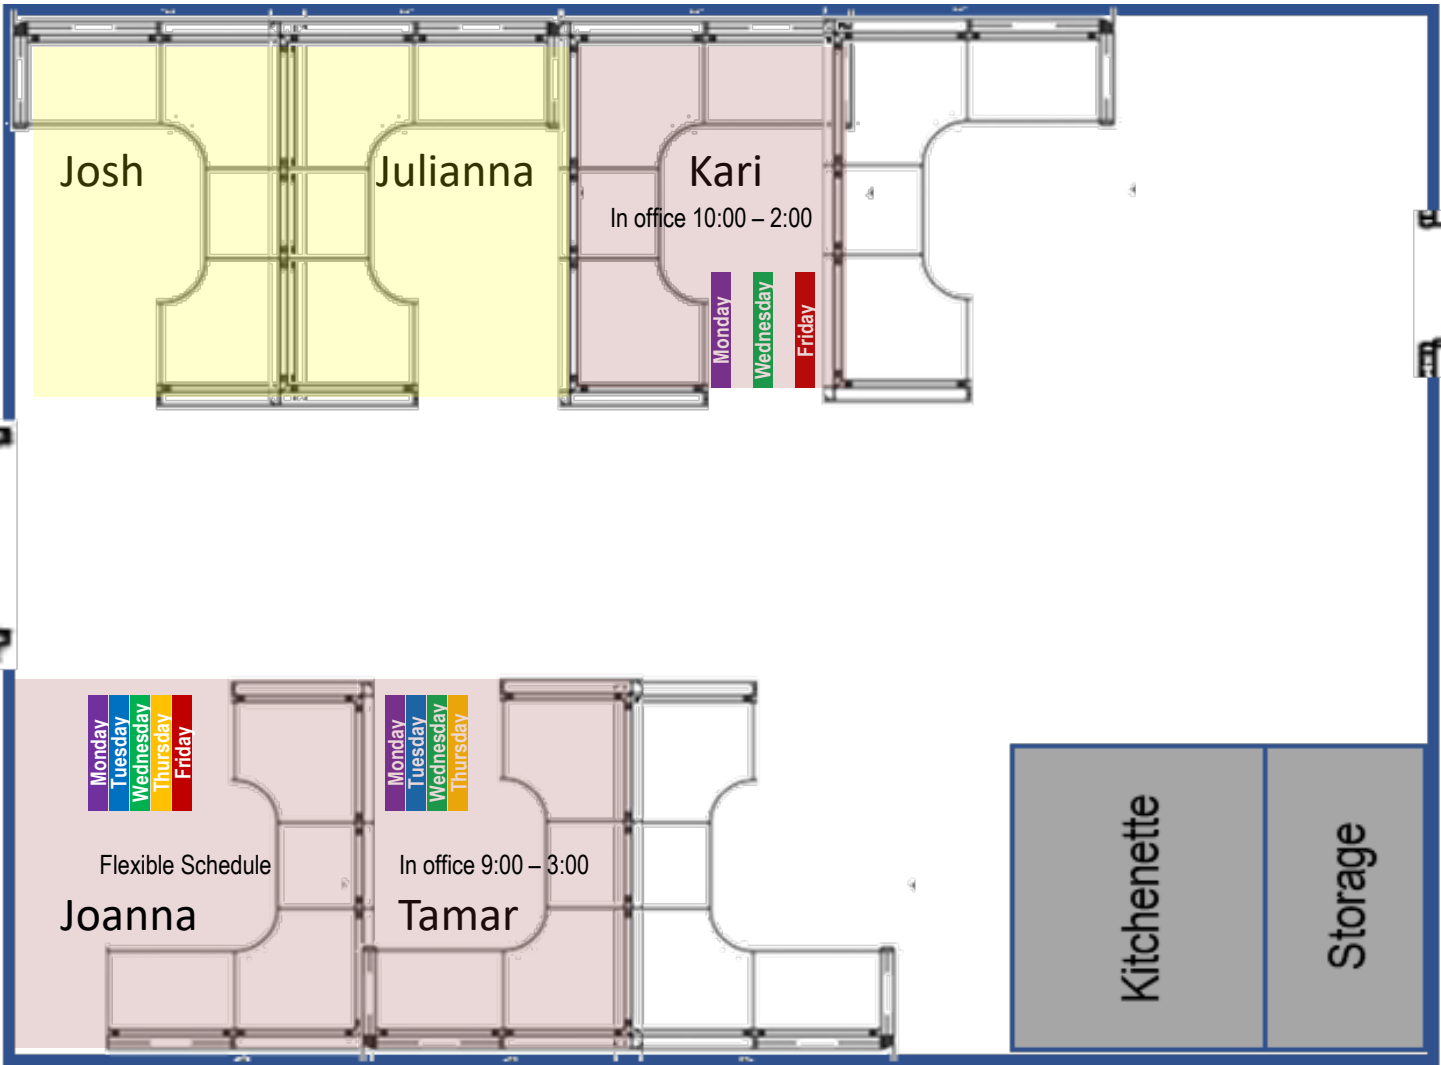 Josh
Julianna
Kari
In office 10:00 – 2:00
Monday
Wednesday
Friday
Monday
Tuesday
Wednesday
Thursday
Friday
Flexible Schedule
Joanna
Monday
Tuesday
Wednesday
Thursday
In office 9:00 – 3:00
Tamar
Kitchenette
Storage